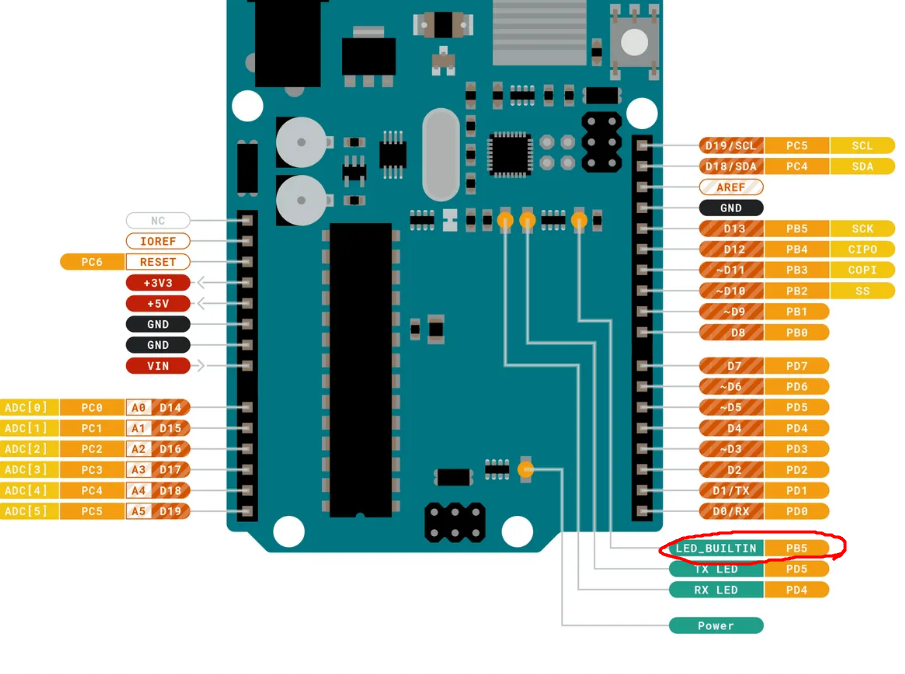 NC
IOREF
PC6 RESET
+3V3
+5V
GND
GND
VIN
ADC[0] PC0 A0 D14
ADC[1] PC1 A1 D15
ADC[2] PC2 A2 D16
ADC[3] PC3 A3 D17
ADC[4] PC4 A4 D18
ADC[5] PC5 A5 D19
D19/SCL PC5 SCL
D18/SDA PC4 SDA
AREF
GND
D13 PB5 SCK
D12 PB4 CIPO
~D11 PB3 COPI
~D10 PB2 SS
~D9 PB1
D8 PB0
D7 PD7
~D6 PD6
~D5 PD5
D4 PD4
~D3 PD3
D2 PD2
D1/TX PD1
D0/RX PD0
LED_BUILTIN PB5
TX LED PD5
RX LED PD4
Power